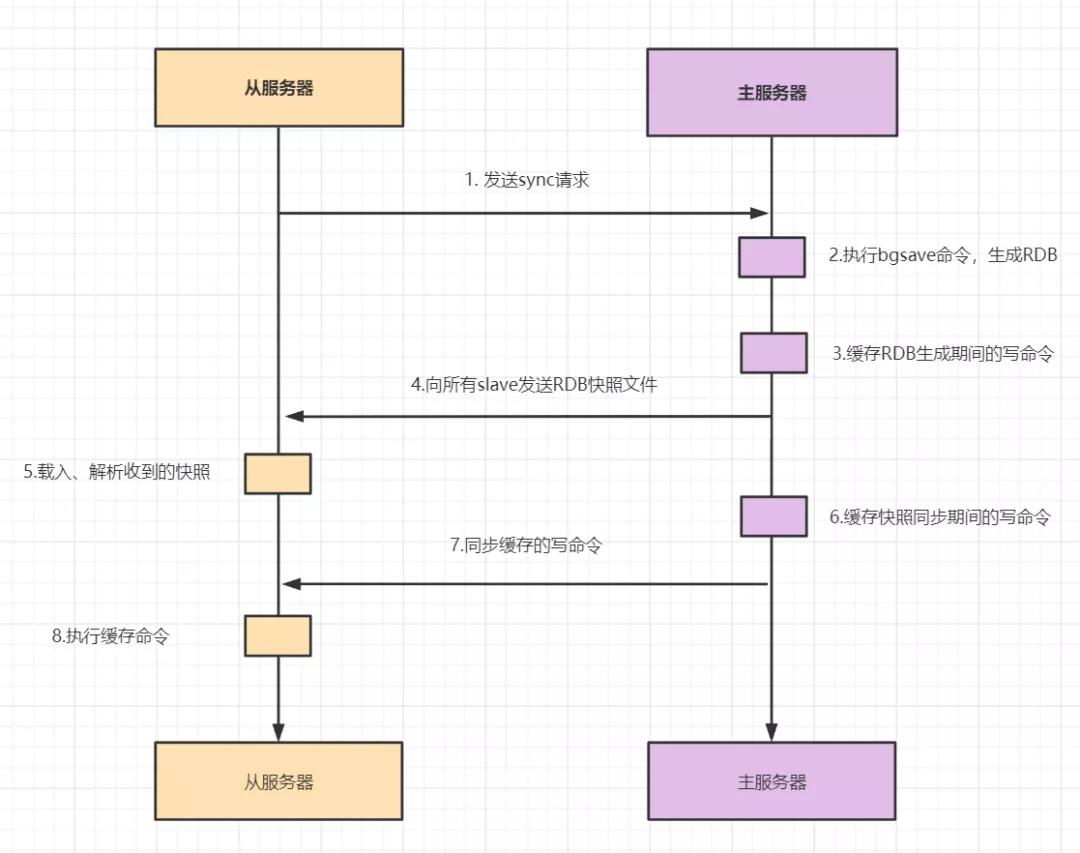 从服务器
主服务器
1. 发送sync请求
2.执行bgsave命令，生成RDB
3.缓存RDB生成期间的写命令
4.向所有slave发送RDB快照文件
5.载入、解析收到的快照
6.缓存快照同步期间的写命令
7.同步缓存的写命令
8.执行缓存命令
从服务器
主服务器